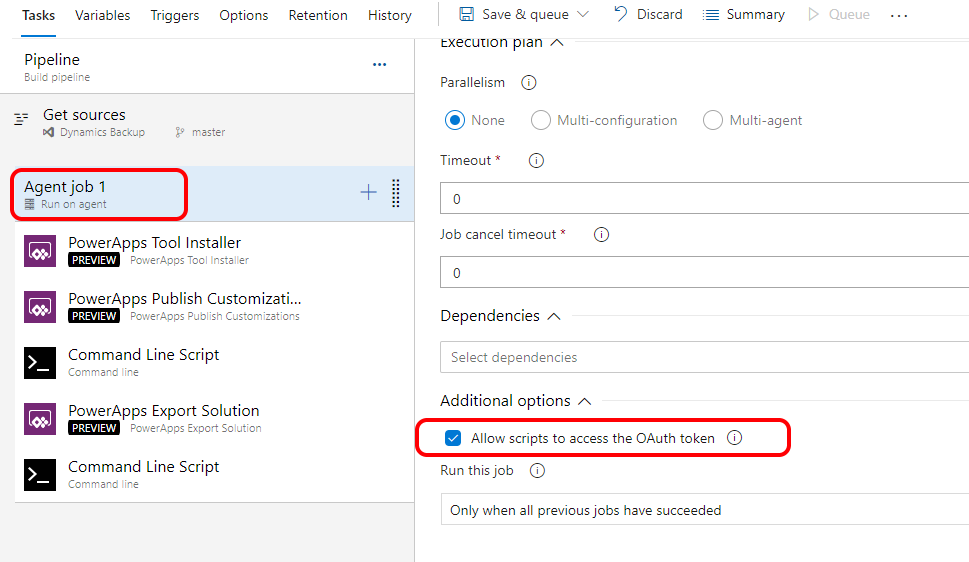 Tasks Variables Triggers Options Retention History Save & queue Discard Summary Queue ...
Pipeline
Build pipeline
Get sources
Dynamics Backup master
Agent job 1
Run on agent
PowerApps Tool Installer
PREVIEW PowerApps Tool Installer
PowerApps Publish Customizati...
PREVIEW PowerApps Publish Customizations
Command Line Script
Command line
PowerApps Export Solution
PREVIEW PowerApps Export Solution
Command Line Script
Command line
Execution plan
Parallelism
None Multi-configuration Multi-agent
Timeout *
0
Job cancel timeout *
0
Dependencies
Select dependencies
Additional options
Allow scripts to access the OAuth token
Run this job
Only when all previous jobs have succeeded